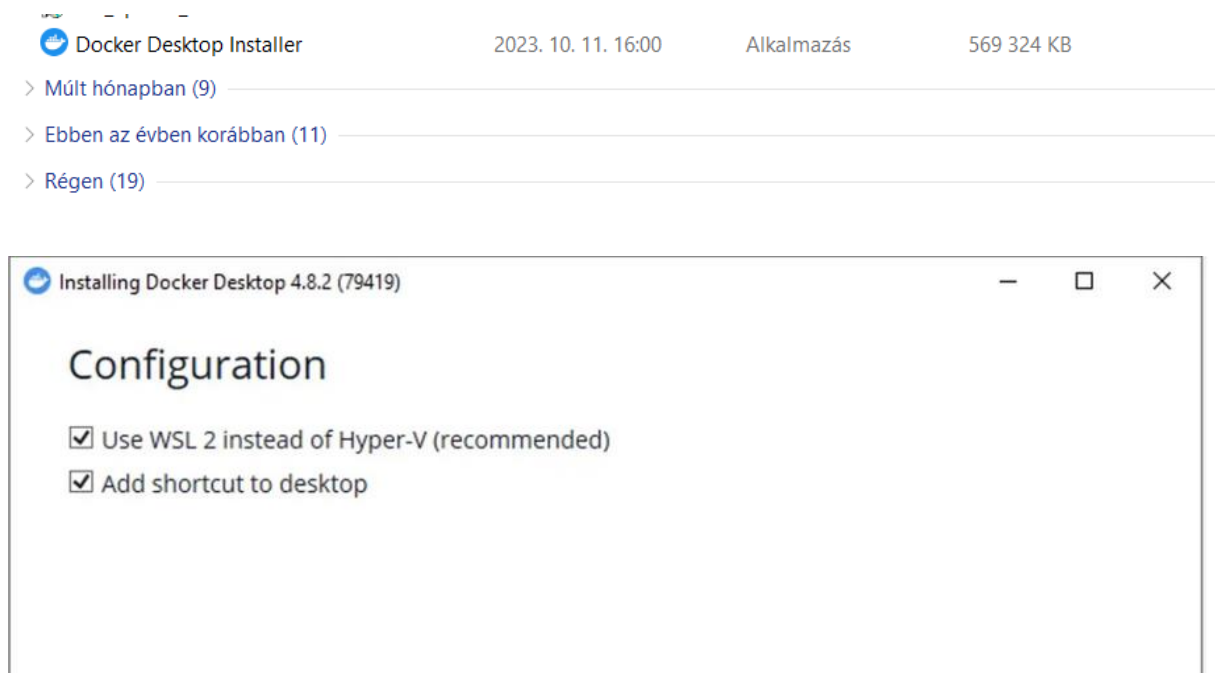 Docker Desktop Installer 2023. 10. 11. 16:00 Alkalmazás 569 324 KB
Múlt hónapban (9)
Ebben az évben korábban (11)
Régen (19)
Installing Docker Desktop 4.8.2 (79419)
Configuration
Use WSL 2 instead of Hyper-V (recommended)
Add shortcut to desktop